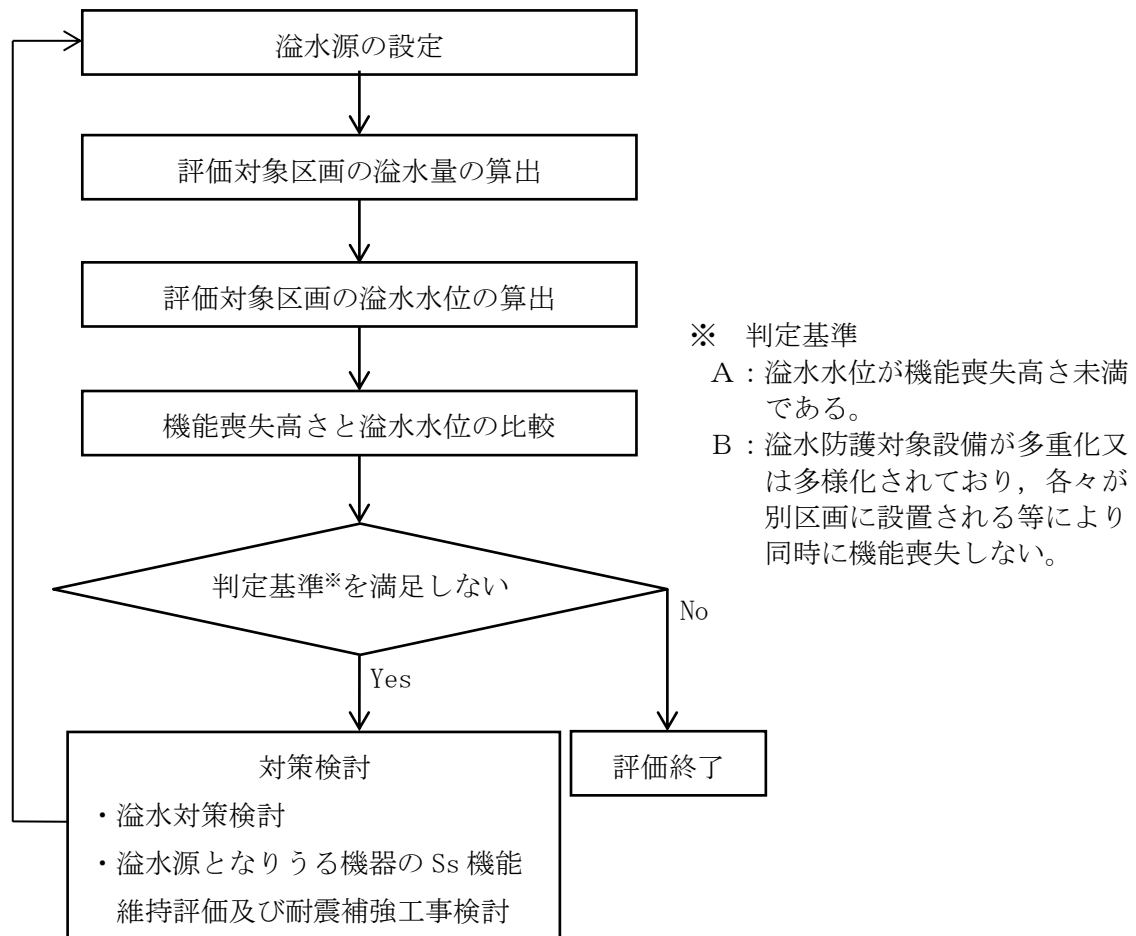 溢水源の設定
評価対象区画の溢水量の算出
評価対象区画の溢水水位の算出
機能喪失高さと溢水水位の比較
判定基準※を満足しない
No
Yes
対策検討
・溢水対策検討
・溢水源となりうる機器の Ss 機能
維持評価及び耐震補強工事検討
評価終了
※　判定基準
Ａ：溢水水位が機能喪失高さ未満
である。
Ｂ：溢水防護対象設備が多重化又
は多様化されており，各々が
別区画に設置される等により
同時に機能喪失しない。